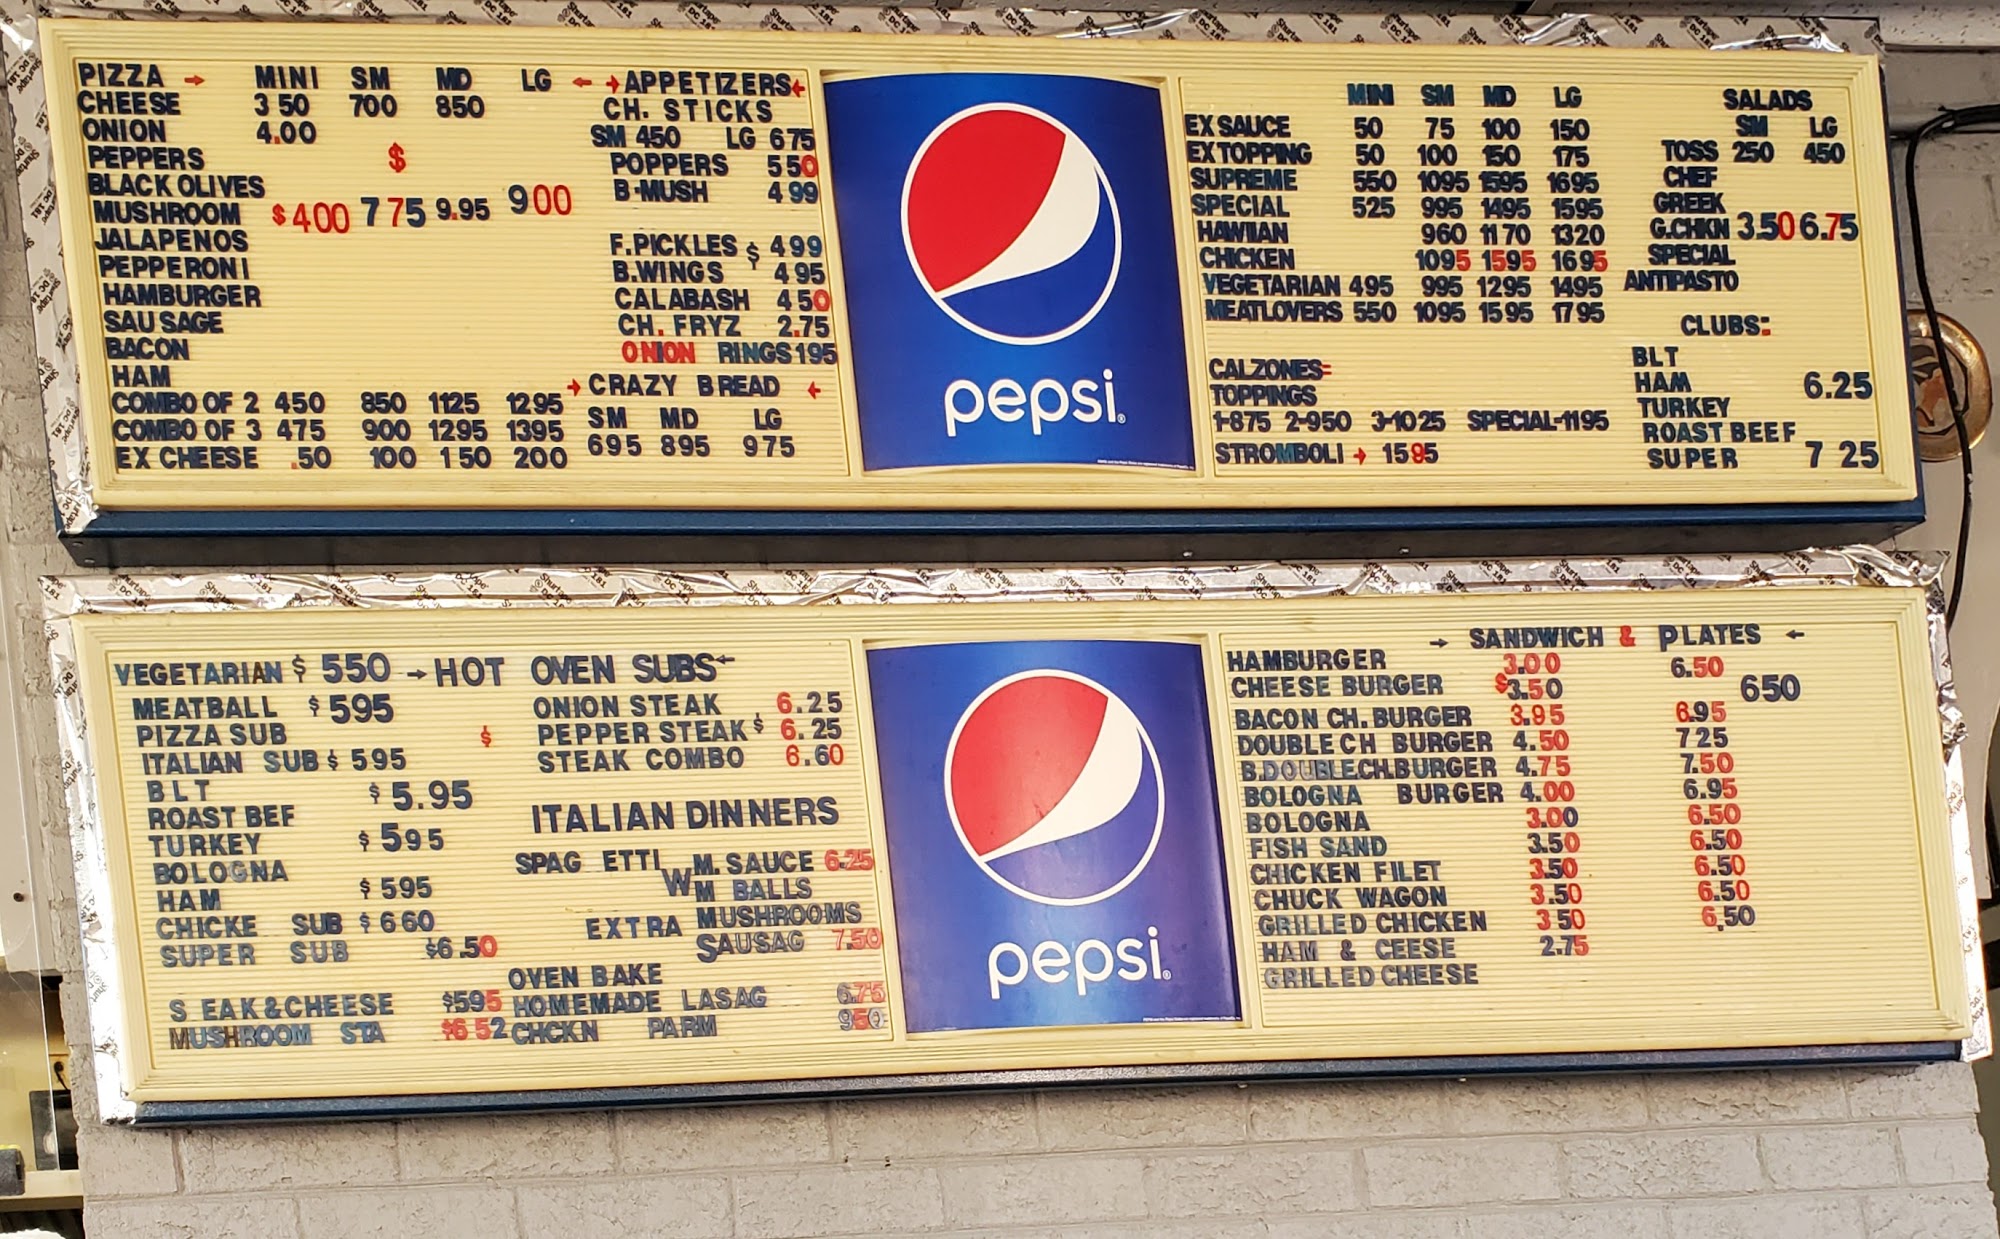 PIZZA → MINI SM MD LG ←
CHEESE 3 50 700 850
ONION 4.00
PEPPERS $
BLACK OLIVES
MUSHROOM $400 775 9.95 900
JALAPENOS
PEPPERONI
HAMBURGER
SAU SAGE
BACON
HAM
COMBO OF 2 450 850 1125 1295
COMBO OF 3 475 900 1295 1395
EX CHEESE .50 100 150 200
→APPETIZERS←
CH. STICKS
SM 450 LG 675
POPPERS 550
B-MUSH 499
F.PICKLES $ 499
B.WINGS 495
CALABASH 450
CH. FRYZ 2.75
ONION RINGS 195
→ CRAZY BREAD ←
SM MD LG
695 895 975
pepsi
MINI SM MD LG
EX SAUCE 50 75 100 150
EX TOPPING 50 100 150 175
SUPREME 550 1095 1595 1695
SPECIAL 525 995 1495 1595
HAWIIAN 960 1170 1320
CHICKEN 1095 1595 1695
VEGETARIAN 495 995 1295 1495
MEATLOVERS 550 1095 1595 1795
CALZONES=
TOPPINGS
1-875 2-950 3-1025 SPECIAL-1195
STROMBOLI → 1595
SALADS
SM LG
TOSS 250 450
CHEF
GREEK
G.CHKN 3.50 6.75
SPECIAL
ANTIPASTO
CLUBS:
BLT
HAM 6.25
TURKEY
ROAST BEEF
SUPER 7 25
VEGETARIAN $ 550
MEATBALL $ 595
PIZZA SUB $
ITALIAN SUB $ 595
BLT $ 5.95
ROAST BEF
TURKEY $ 595
BOLOGNA
HAM $ 595
CHICKE SUB $ 660
SUPER SUB $6.50
S EAK&CHEESE $595
MUSHROOM STA $6 52
→ HOT OVEN SUBS ←
ONION STEAK 6.25
PEPPER STEAK $ 6.25
STEAK COMBO 6.60
ITALIAN DINNERS
SPAG ETTI W M. SAUCE 6.25
M BALLS
EXTRA MUSHROOMS
SAUSAG 7.50
OVEN BAKE
HOMEMADE LASAG 6.75
CHCKN PARM 950
pepsi
→ SANDWICH & PLATES ←
HAMBURGER 3.00 6.50
CHEESE BURGER $3.50 650
BACON CH. BURGER 3.95 6.95
DOUBLE CH BURGER 4.50 725
B.DOUBLE.CH.BURGER 4.75 7.50
BOLOGNA BURGER 4.00 6.95
BOLOGNA 3.00 6.50
FISH SAND 3.50 6.50
CHICKEN FILET 3.50 6.50
CHUCK WAGON 3.50 6.50
GRILLED CHICKEN 3 50 6.50
HAM & CEESE 2.75
GRILLED CHEESE